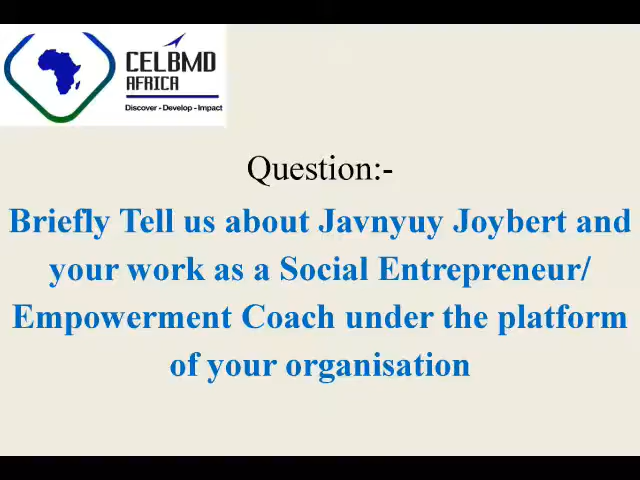 CELBMD
AFRICA
Discover - Develop - Impact
Question:-
Briefly Tell us about Javnyuy Joybert and
your work as a Social Entrepreneur/
Empowerment Coach under the platform
of your organisation